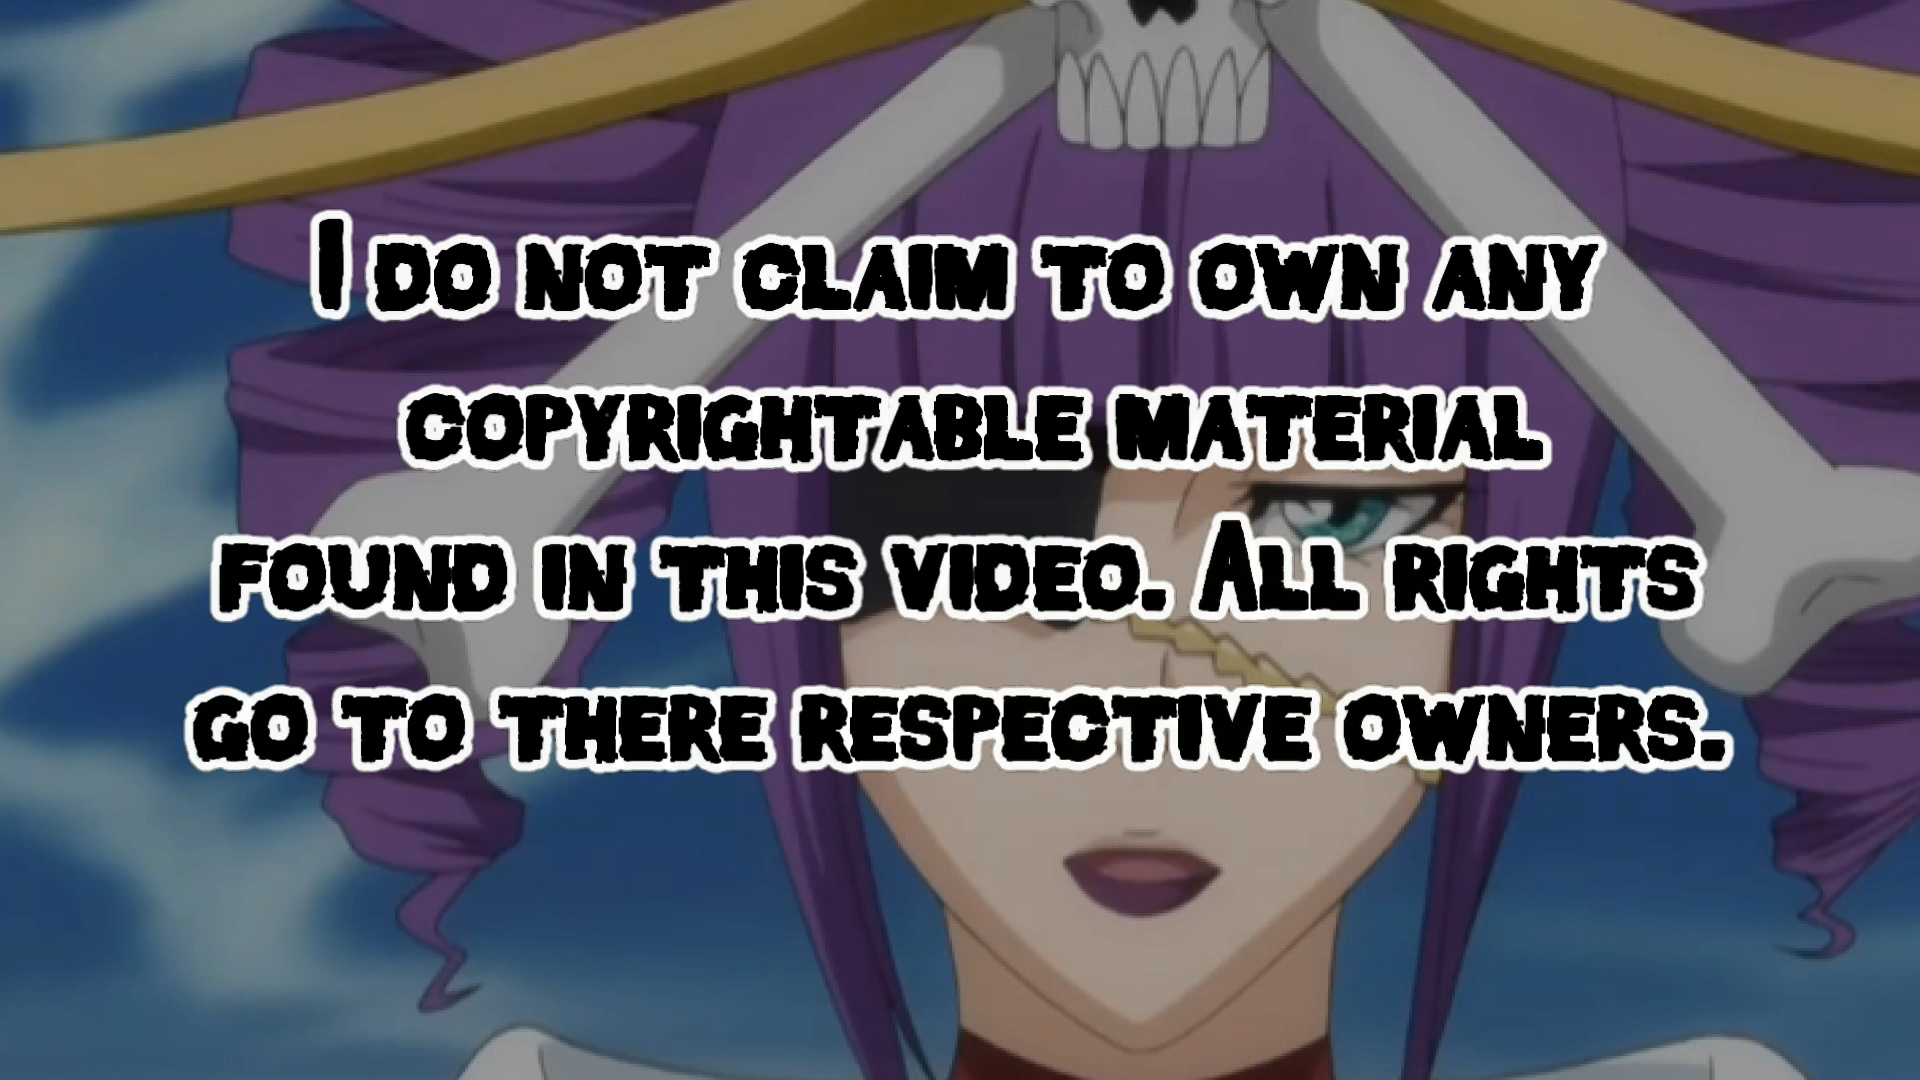 I do not claim to own any
copyrightable material
found in this video. All rights
go to there respective owners.